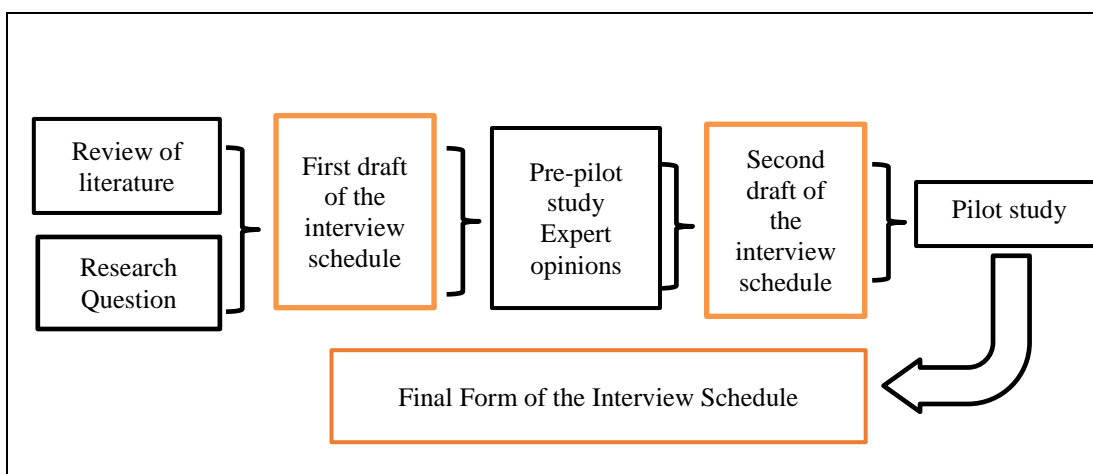 Review of
literature
Research
Question
First draft
of the
interview
schedule
Pre-pilot
study
Expert
opinions
Second
draft of
the
interview
schedule
Pilot study
Final Form of the Interview Schedule